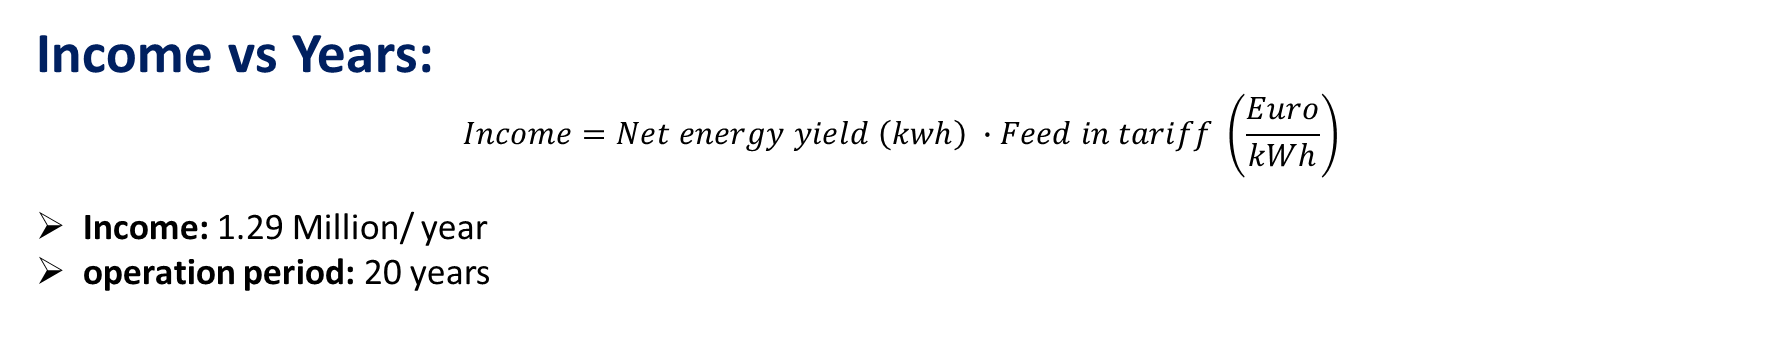 Income vs Years:
Income = Net energy yield (kwh) · Feed in tariff (Euro/kWh)
➢ Income: 1.29 Million/ year
➢ operation period: 20 years